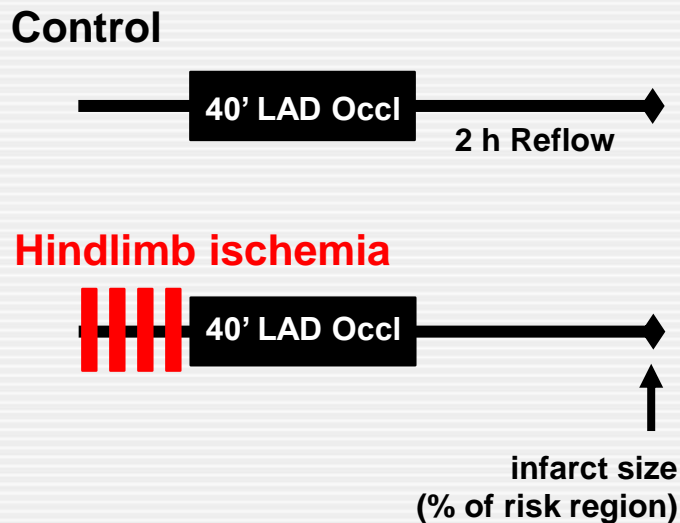 Control
40’ LAD Occl
2 h Reflow
Hindlimb ischemia
40’ LAD Occl
infarct size
(% of risk region)